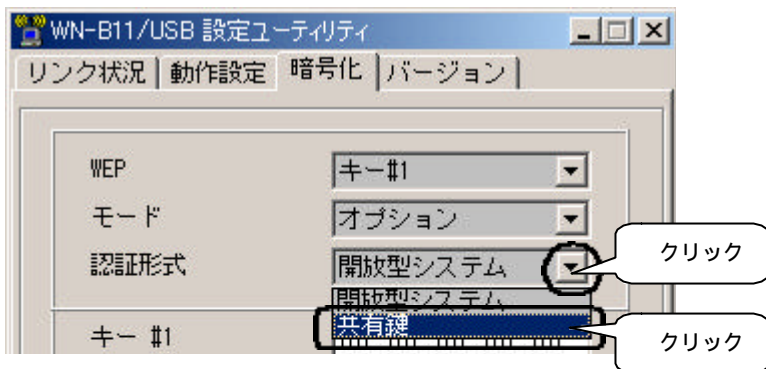 WN-B11/USB 設定ユーティリティ
リンク状況 動作設定 暗号化 バージョン
WEP キー#1
モード オプション
認証形式 開放型システム クリック
開放型システム
共有鍵 クリック
キー #1